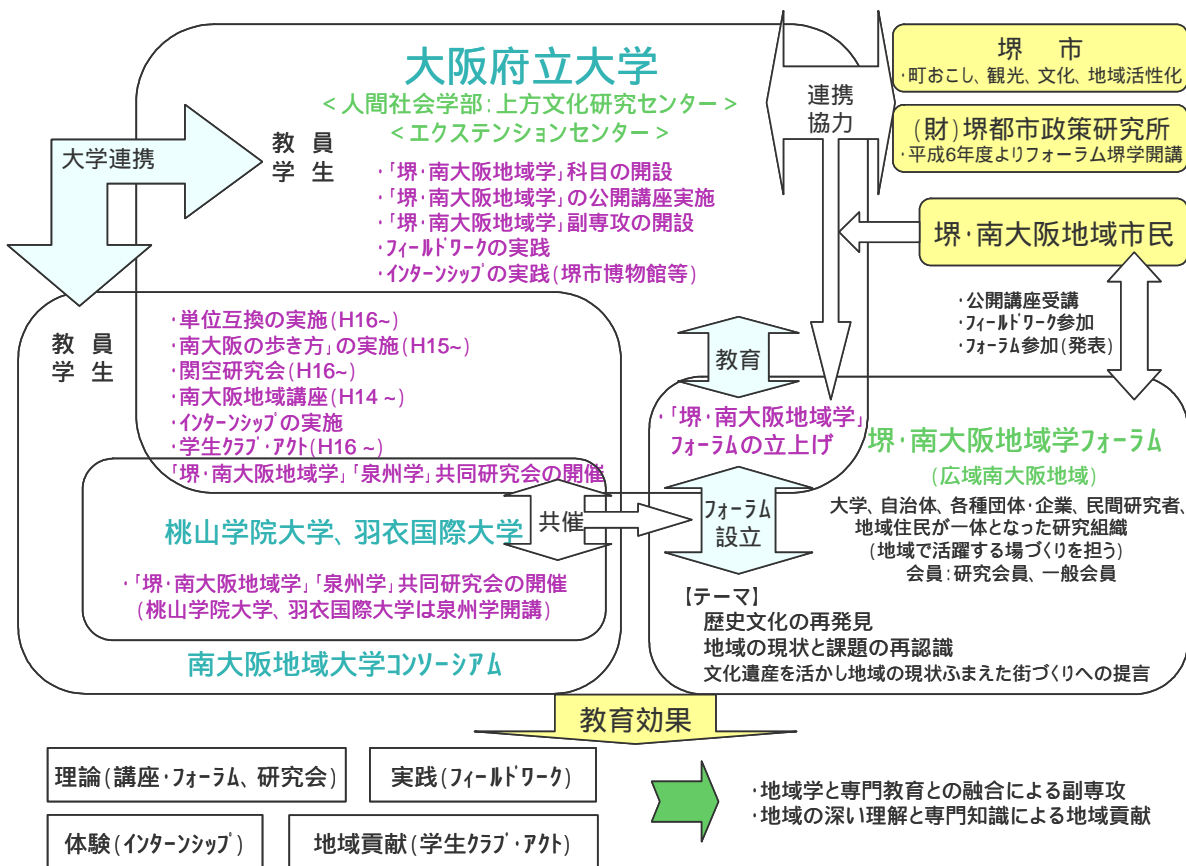 大阪府立大学
<人間社会学部:上方文化研究センター>
<エクステンションセンター>
教 員
学 生
大学連携
・「堺・南大阪地域学」科目の開設
・「堺・南大阪地域学」の公開講座実施
・「堺・南大阪地域学」副専攻の開設
・フィールドワークの実践
・インターンシップの実践(堺市博物館等)
連携
協力
堺 市
・町おこし、観光、文化、地域活性化
(財)堺都市政策研究所
・平成6年度よりフォーラム堺学開講
堺・南大阪地域市民
・公開講座受講
・フィールドワーク参加
・フォーラム参加(発表)
教 員
学 生
・単位互換の実施(H16~)
・南大阪の歩き方」の実施(H15~)
・関空研究会(H16~)
・南大阪地域講座(H14~)
・インターンシップの実施
・学生クラブ・アクト(H16~)
「堺・南大阪地域学」「泉州学」共同研究会の開催
桃山学院大学、羽衣国際大学
・「堺・南大阪地域学」「泉州学」共同研究会の開催
(桃山学院大学、羽衣国際大学は泉州学開講)
南大阪地域大学コンソーシアム
共催
教育
・「堺・南大阪地域学」
フォーラムの立上げ
フォーラム
設立
堺・南大阪地域学フォーラム
(広域南大阪地域)
大学、自治体、各種団体・企業、民間研究者、
地域住民が一体となった研究組織
(地域で活躍する場づくりを担う)
会員:研究会員、一般会員
【テーマ】
歴史文化の再発見
地域の現状と課題の再認識
文化遺産を活かし地域の現状ふまえた街づくりへの提言
教育効果
理論(講座・フォーラム、研究会)
実践(フィールドワーク)
体験(インターンシップ)
地域貢献(学生クラブ・アクト)
・地域学と専門教育との融合による副専攻
・地域の深い理解と専門知識による地域貢献